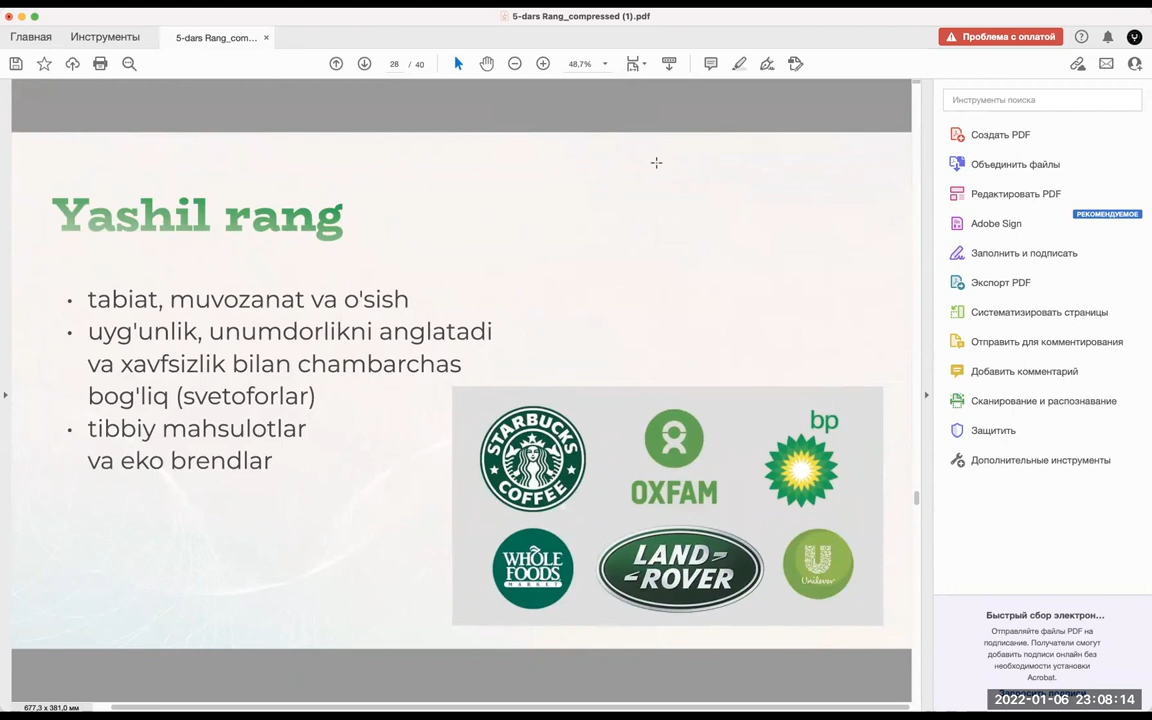 5-dars Rang_compressed (1).pdf
Главная Инструменты 5-dars Rang_com... ×
Проблема с оплатой
28 / 40 48,7%
Инструменты поиска
Создать PDF
Объединить файлы
Редактировать PDF
РЕКОМЕНДУЕМОЕ
Adobe Sign
Заполнить и подписать
Экспорт PDF
Систематизировать страницы
Отправить для комментирования
Добавить комментарий
Сканирование и распознавание
Защитить
Дополнительные инструменты
Yashil rang
• tabiat, muvozanat va o'sish
• uyg'unlik, unumdorlikni anglatadi
va xavfsizlik bilan chambarchas
bog'liq (svetoforlar)
• tibbiy mahsulotlar
va eko brendlar
STARBUCKS
COFFEE
OXFAM
bp
WHOLE
FOODS
MARKET
LAND-
-ROVER
Unilever
Быстрый сбор электрон...
Отправляйте файлы PDF на
подписание. Получатели смогут
добавить подписи онлайн без
необходимости установки
Acrobat.
2022-01-06 23:08:14
677,3 x 381,0 мм